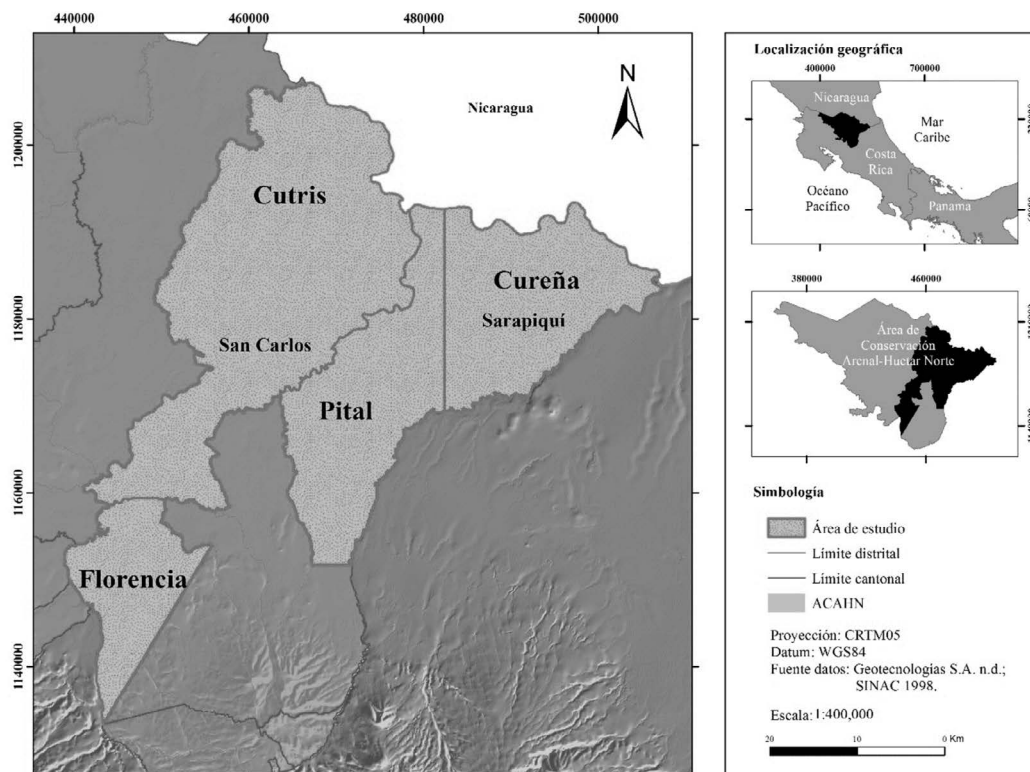 440000 460000 480000 500000
1200000
1180000
1160000
1140000
N
Nicaragua
Cutris
Cureña
Sarapiquí
San Carlos
Pital
Florencia
Localización geográfica
400000 700000
Nicaragua
Mar
Caribe
Costa
Rica
Océano
Pacífico
Panama
380000 460000
Área de
Conservación
Arenal-Huetar Norte
Simbología
Área de estudio
Límite distrital
Límite cantonal
ACAHN
Proyección: CRTM05
Datum: WGS84
Fuente datos: Geotecnologías S.A. n.d.;
SINAC 1998.
Escala: 1:400,000
20 10 0 Km